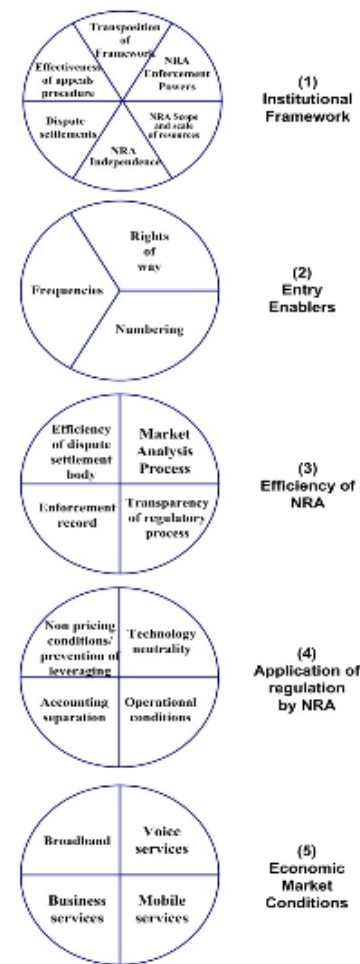 Transposition
of
Framework
NRA
Enforcement
Powers
NRA Scope
and scale
of resources
NRA
Independence
Dispute
settlements
Effectiveness
of appeals
procedure
(1)
Institutional
Framework
Rights
of
way
Numbering
Frequencies
(2)
Entry
Enablers
Efficiency
of dispute
settlement
body
Market
Analysis
Process
Enforcement
record
Transparency
of regulatory
process
(3)
Efficiency of
NRA
Non pricing
conditions/
prevention of
leveraging
Technology
neutrality
Accounting
separation
Operational
conditions
(4)
Application of
regulation
by NRA
Broadband
Voice
services
Business
services
Mobile
services
(5)
Economic
Market
Conditions